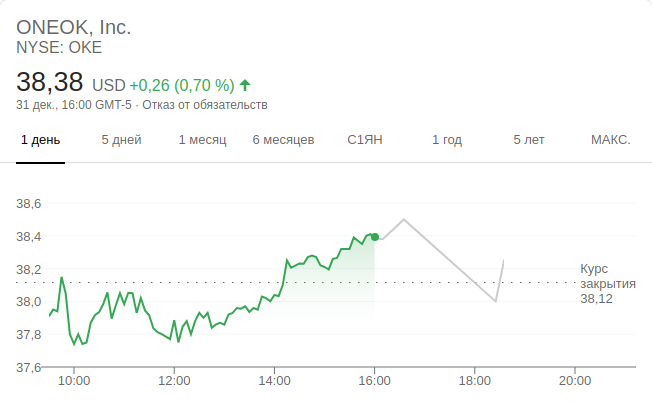 ONEOK, Inc.
NYSE: OKE
38,38 USD +0,26 (0,70 %)
31 дек., 16:00 GMT-5 · Отказ от обязательств
1 день 5 дней 1 месяц 6 месяцев С1ЯН 1 год 5 лет МАКС.
38,6
38,4
38,2
38,0
37,8
37,6
Курс
закрытия
38,12
10:00 12:00 14:00 16:00 18:00 20:00